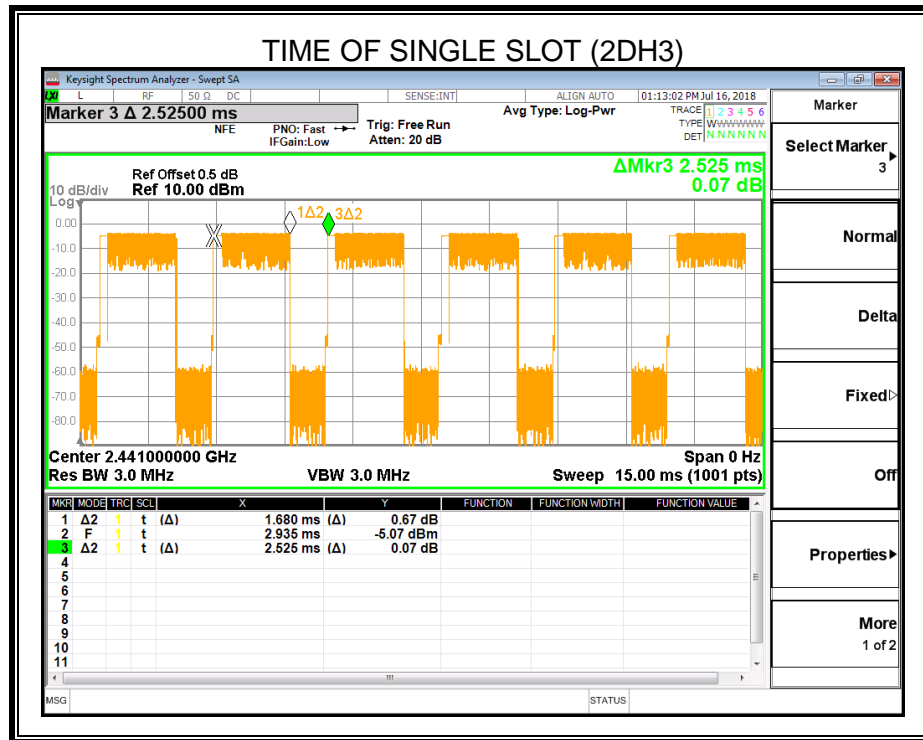 TIME OF SINGLE SLOT (2DH3)
Keysight Spectrum Analyzer - Swept SA
LXI L RF 50 Ω DC SENSE:INT ALIGN AUTO 01:13:02 PM Jul 16, 2018
Marker 3 Δ 2.52500 ms
NFE
PNO: Fast
IFGain:Low
Trig: Free Run
Atten: 20 dB
Avg Type: Log-Pwr
TRACE 1 2 3 4 5 6
TYPE WWWWWW
DET N N N N N N
Marker
Select Marker
3
Normal
Delta
Fixed
Off
Properties
More
1 of 2
ΔMkr3 2.525 ms
0.07 dB
Ref Offset 0.5 dB
10 dB/div Ref 10.00 dBm
Log
1Δ2 3Δ2
0.00
-10.0
-20.0
-30.0
-40.0
-50.0
-60.0
-70.0
-80.0
Center 2.441000000 GHz Span 0 Hz
Res BW 3.0 MHz VBW 3.0 MHz Sweep 15.00 ms (1001 pts)
MKR MODE TRC SCL X Y FUNCTION FUNCTION WIDTH FUNCTION VALUE
1 Δ2 1 t (Δ) 1.680 ms (Δ) 0.67 dB
2 F 1 t 2.935 ms -5.07 dBm
3 Δ2 1 t (Δ) 2.525 ms (Δ) 0.07 dB
4
5
6
7
8
9
10
11
MSG STATUS